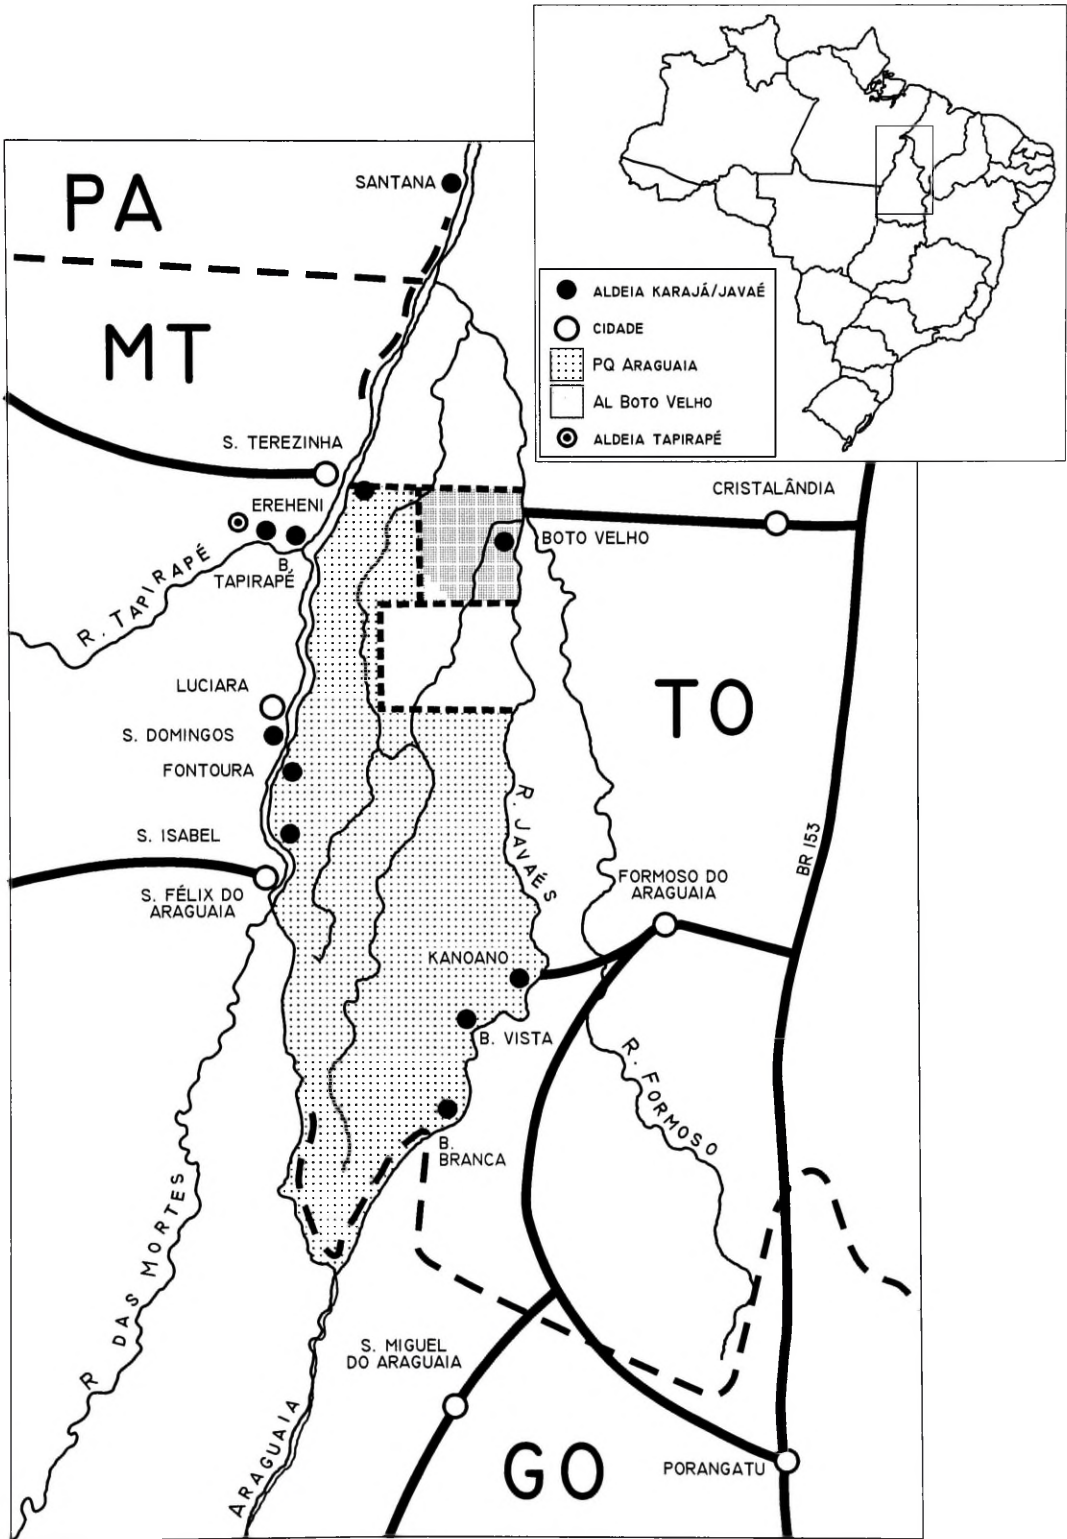 PA
SANTANA
MT
ALDEIA KARAJÁ/JAVAÉ
CIDADE
PQ ARAGUAIA
AL BOTO VELHO
ALDEIA TAPIRAPÉ
S. TEREZINHA
CRISTALÂNDIA
EREHENI
BOTO VELHO
B.
TAPIRAPÉ
R. TAPIRAPÉ
LUCIARA
TO
S. DOMINGOS
FONTOURA
R. JAVAÉS
S. ISABEL
BR 153
S. FÉLIX DO
ARAGUAIA
FORMOSO DO
ARAGUAIA
KANOANO
B. VISTA
R. FORMOSO
B.
BRANCA
R DAS MORTES
S. MIGUEL
DO ARAGUAIA
ARAGUAIA
GO
PORANGATU